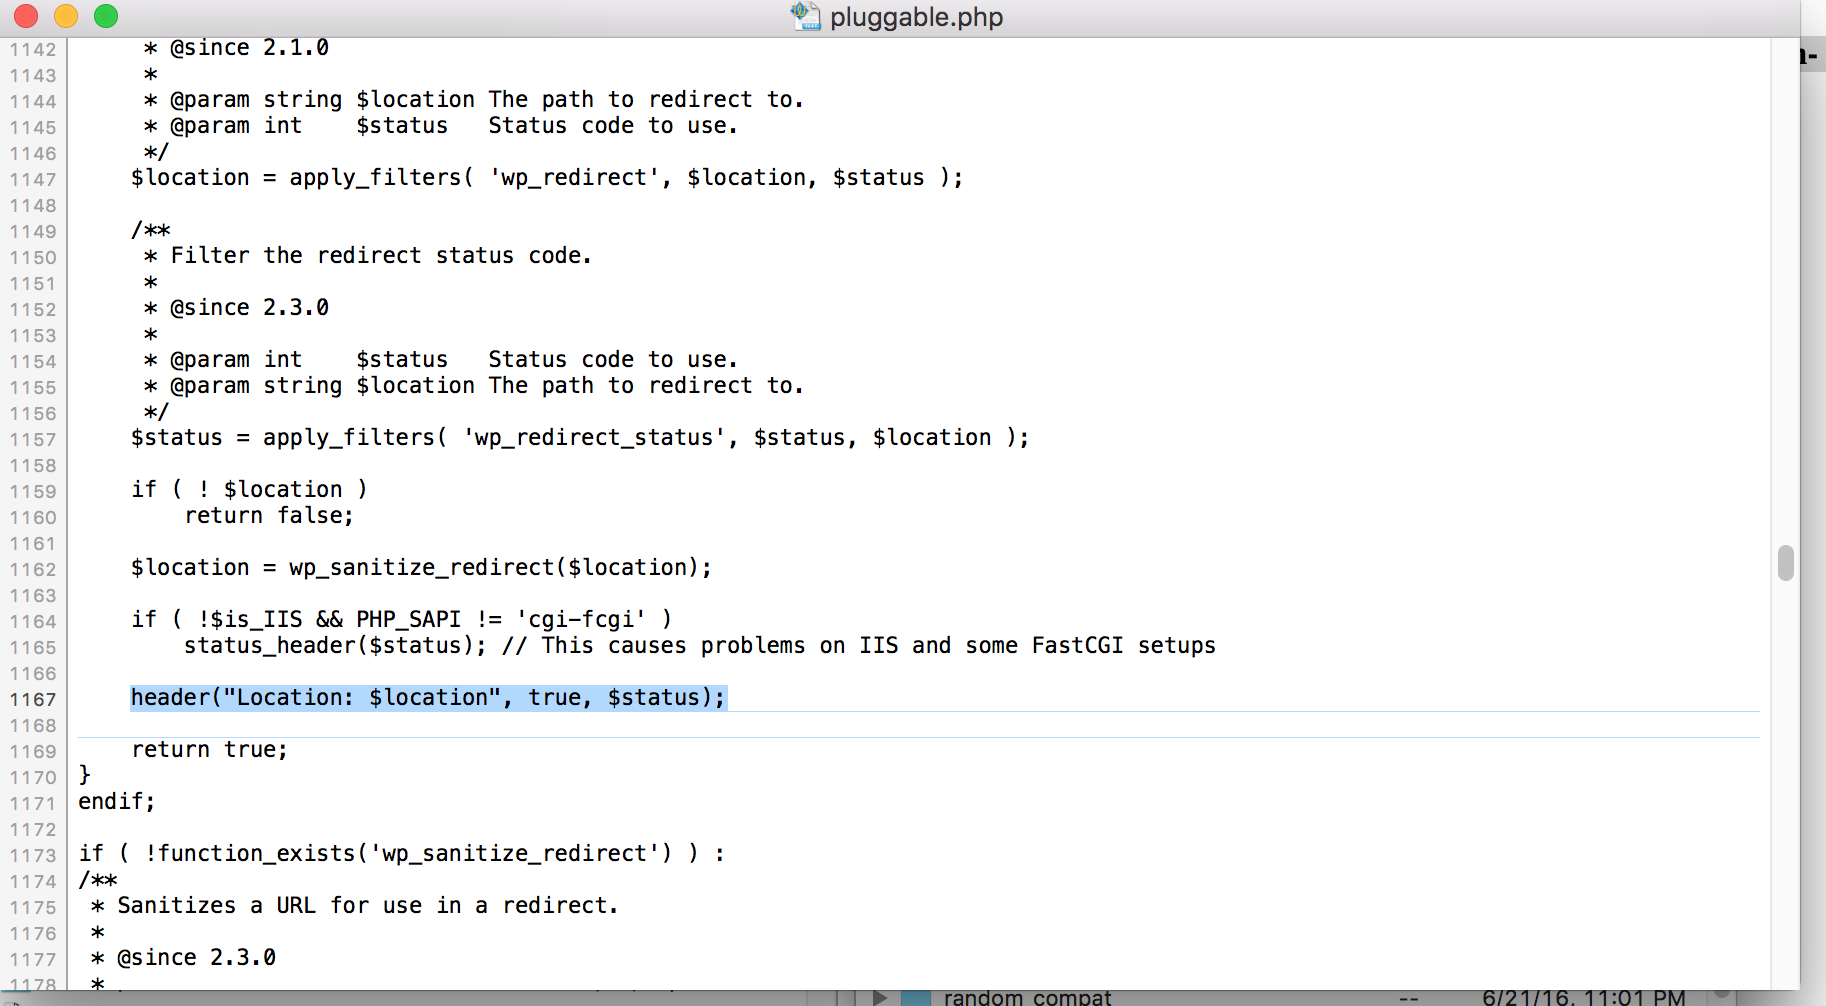 pluggable.php
1142 * @since 2.1.0
1143 *
1144 * @param string $location The path to redirect to.
1145 * @param int    $status   Status code to use.
1146 */
1147 $location = apply_filters( 'wp_redirect', $location, $status );
1148
1149 /**
1150 * Filter the redirect status code.
1151 *
1152 * @since 2.3.0
1153 *
1154 * @param int    $status   Status code to use.
1155 * @param string $location The path to redirect to.
1156 */
1157 $status = apply_filters( 'wp_redirect_status', $status, $location );
1158
1159 if ( ! $location )
1160 return false;
1161
1162 $location = wp_sanitize_redirect($location);
1163
1164 if ( !$is_IIS && PHP_SAPI != 'cgi-fcgi' )
1165 status_header($status); // This causes problems on IIS and some FastCGI setups
1166
1167 header("Location: $location", true, $status);
1168
1169 return true;
1170 }
1171 endif;
1172
1173 if ( !function_exists('wp_sanitize_redirect') ) :
1174 /**
1175 * Sanitizes a URL for use in a redirect.
1176 *
1177 * @since 2.3.0
1178 *
random_compat -- 6/21/16, 11:01 PM